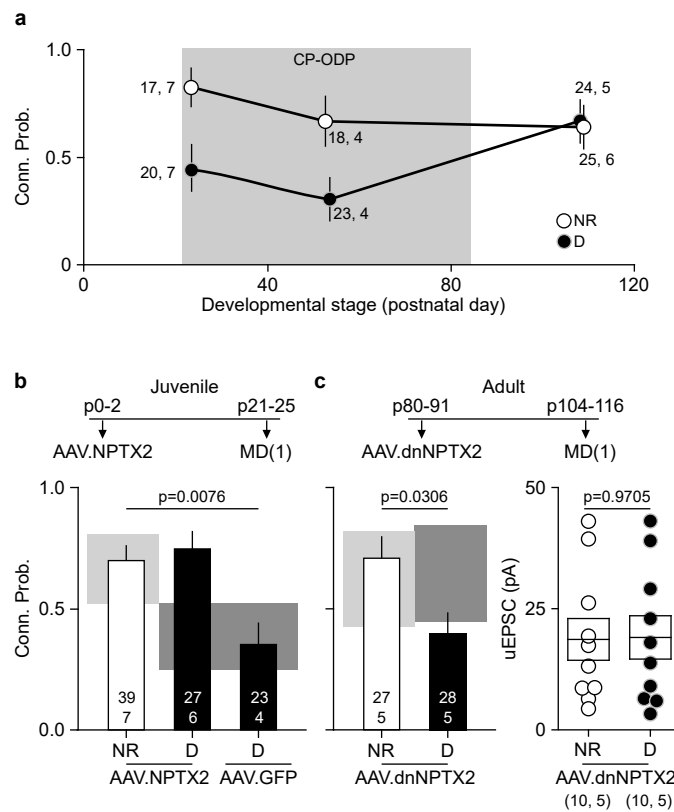 a
CP-ODP
1.0
0.5
0
Conn. Prob.
17, 7
18, 4
20, 7
23, 4
24, 5
25, 6
NR
D
0 40 80 120
Developmental stage (postnatal day)
b
Juvenile
p0-2 p21-25
AAV.NPTX2 MD(1)
p=0.0076
1.0
0.5
0.0
Conn. Prob.
39 27 23
7 6 4
NR D D
AAV.NPTX2 AAV.GFP
c
Adult
p80-91 p104-116
AAV.dnNPTX2 MD(1)
p=0.0306
27 28
5 5
NR D
AAV.dnNPTX2
p=0.9705
50
25
0
uEPSC (pA)
NR D
AAV.dnNPTX2
(10, 5) (10, 5)